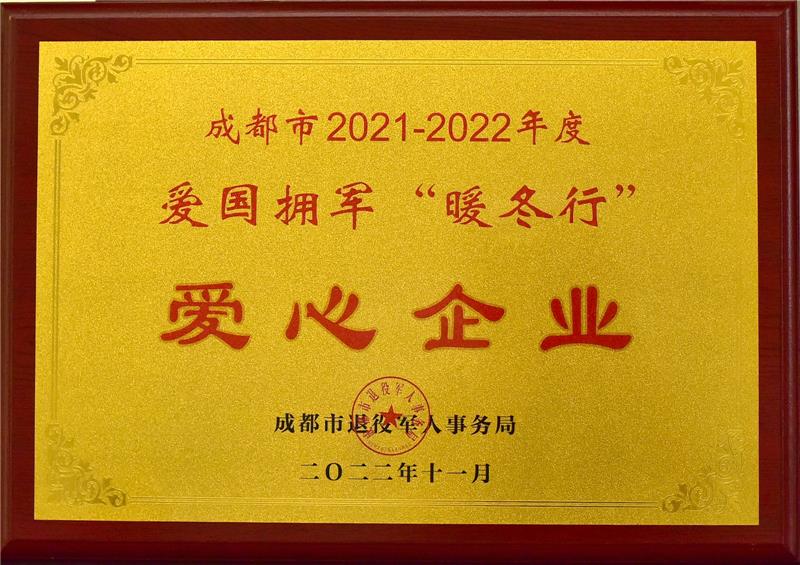 成都市2021-2022年度
爱国拥军“暖冬行”
爱心企业
成都市退役军人事务局
二〇二二年十一月